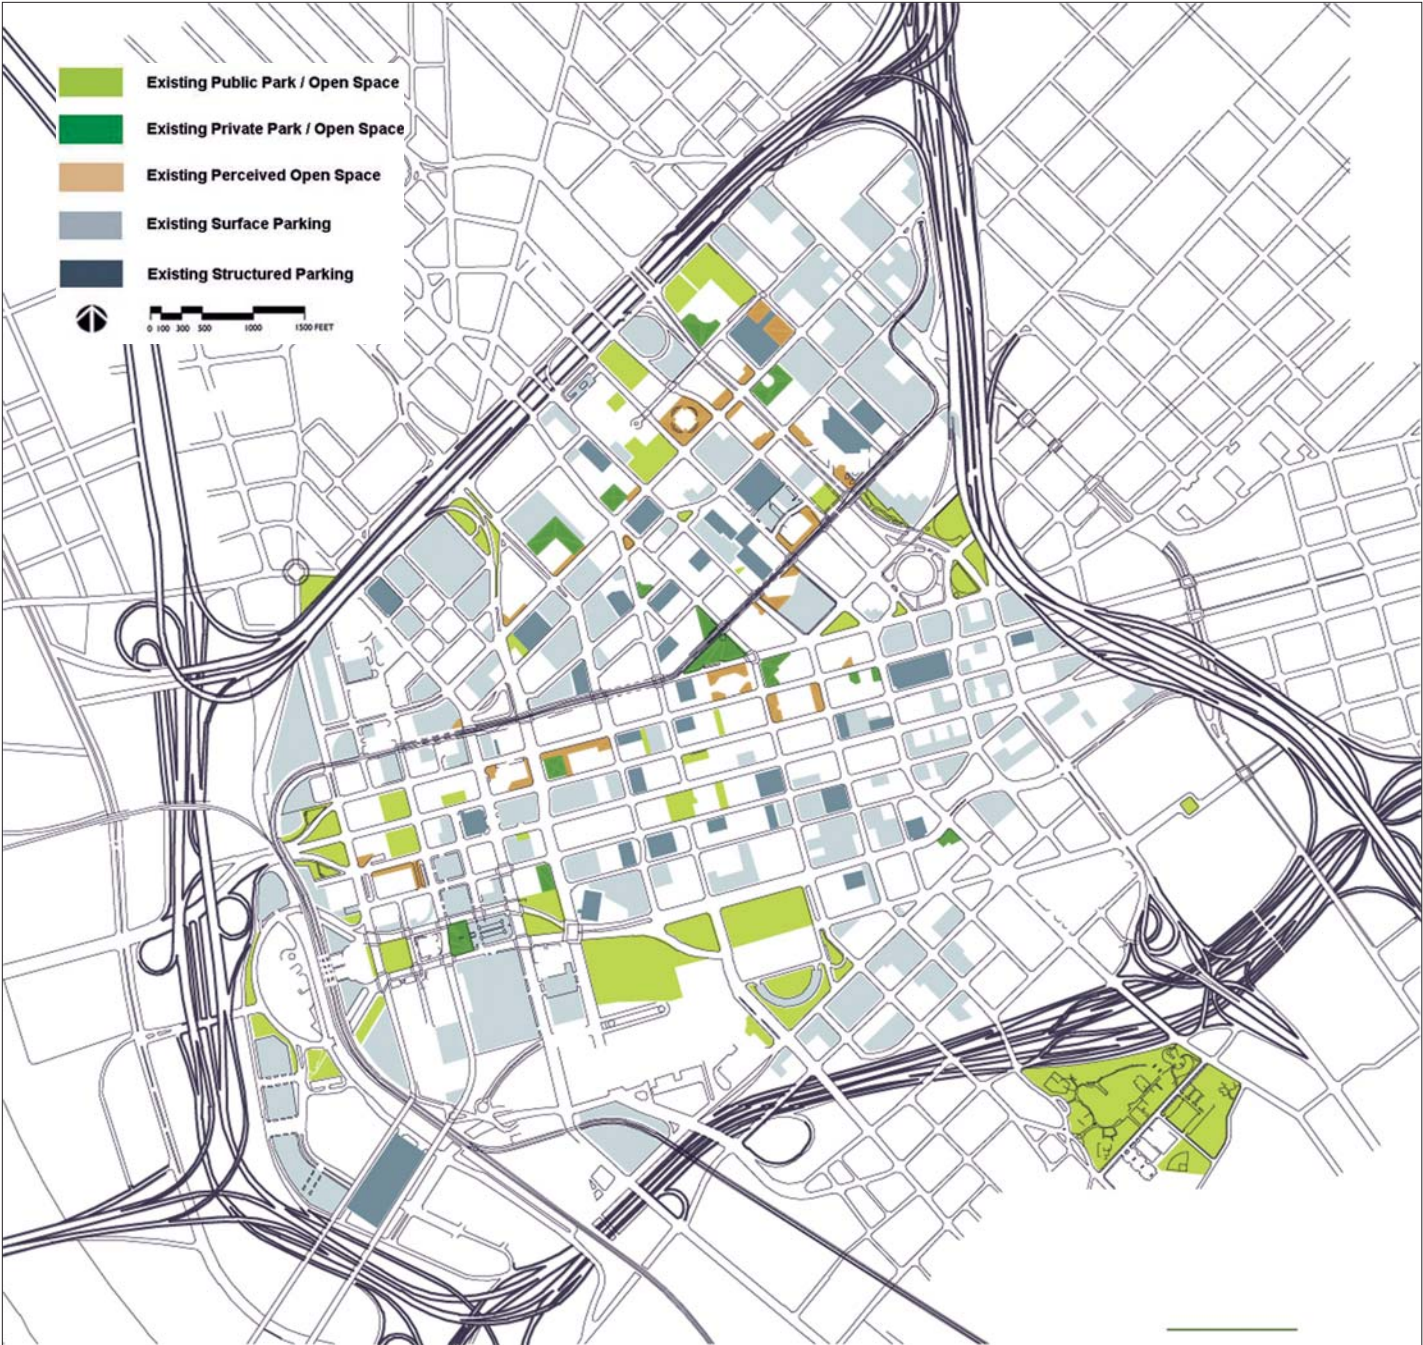 Existing Public Park / Open Space
Existing Private Park / Open Space
Existing Perceived Open Space
Existing Surface Parking
Existing Structured Parking
0 100 300 500 1000 1500 FEET